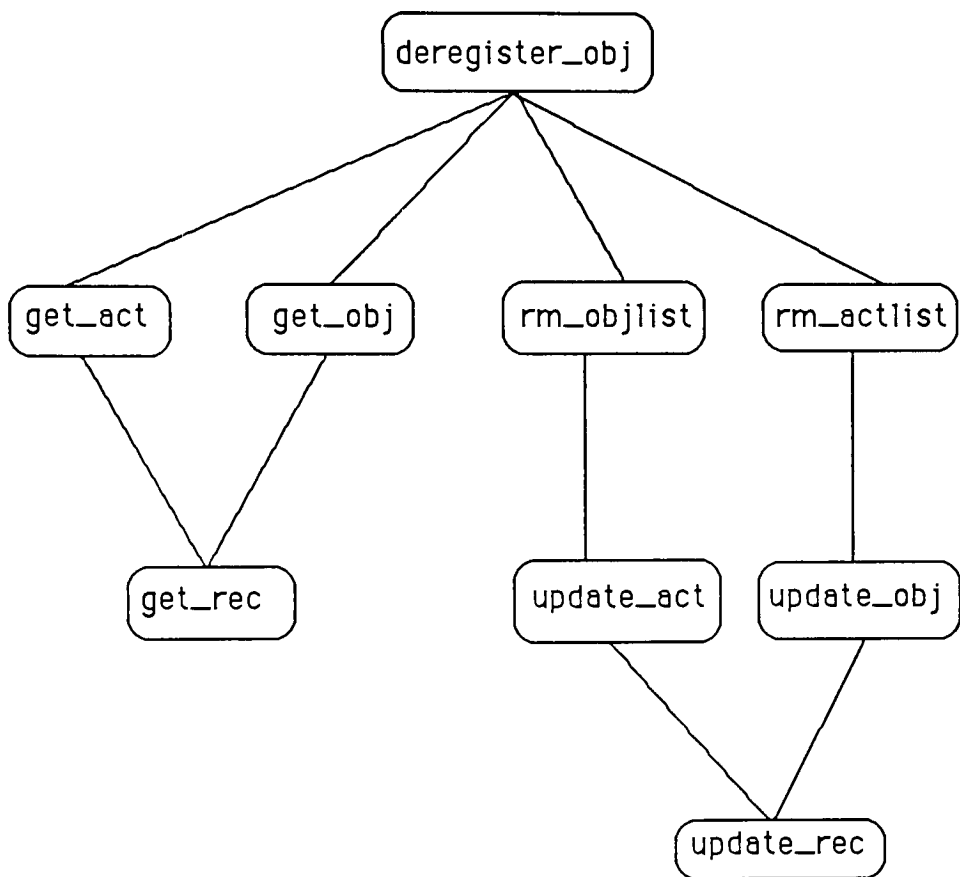 deregister_obj
get_act
get_obj
rm_objlist
rm_actlist
get_rec
update_act
update_obj
update_rec